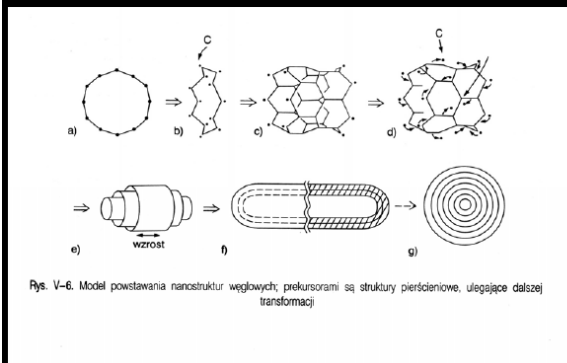 C
C
a)
b)
c)
d)
wzrost
e)
f)
g)
Rys. V-6. Model powstawania nanostruktur węglowych; prekursorami są struktury pierścieniowe, ulegające dalszej
transformacji